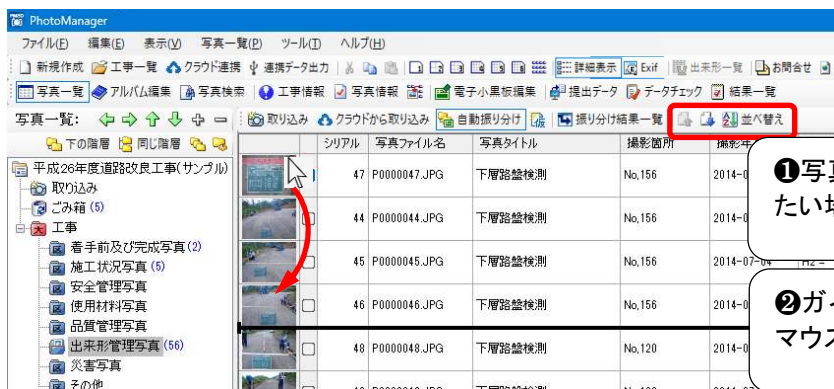 PhotoManager
ファイル(F) 編集(E) 表示(V) 写真一覧(P) ツール(T) ヘルプ(H)
新規作成 工事一覧 クラウド連携 連携データ出力 詳細表示 Exif 出来形一覧 お問合せ
写真一覧 アルバム編集 写真検索 工事情報 写真情報 電子小黒板編集 提出データ データチェック 結果一覧
写真一覧: 取り込み クラウドから取り込み 自動振り分け 振り分け結果一覧 並べ替え
下の階層 同じ階層
シリアル 写真ファイル名 写真タイトル 撮影箇所 撮影年
平成26年度道路改良工事(サンプル)
取り込み
ごみ箱 (5)
工事
着手前及び完成写真 (2)
施工状況写真 (5)
安全管理写真
使用材料写真
品質管理写真
出来形管理写真 (56)
災害写真
その他
47 P0000047.JPG 下層路盤検測 No,156 2014-0
44 P0000044.JPG 下層路盤検測 No,156 2014-0
45 P0000045.JPG 下層路盤検測 No,156 2014-07-04 H2 =
46 P0000046.JPG 下層路盤検測 No,156 2014-0
48 P0000048.JPG 下層路盤検測 No,120 2014-0
❶写真
たい場
❷ガイ
マウス